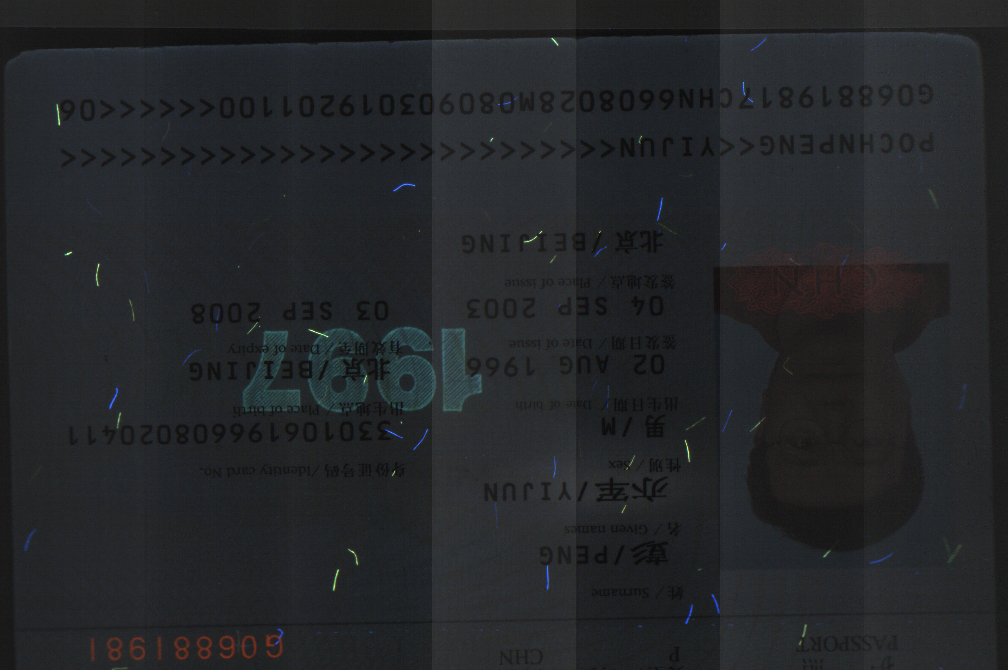 护照
PASSPORT
P
CHN
G06881981
姓 / Surname
彭/PENG
名 / Given names
亦军/YIJUN
性别 / Sex
男/M
身份证号码 / Identity card No.
330106196608020411
出生日期 / Date of birth
02 AUG 1966
出生地点 / Place of birth
北京/BEIJING
1997
签发日期 / Date of issue
04 SEP 2003
有效期至 / Date of expiry
03 SEP 2008
签发地点 / Place of issue
北京/BEIJING
CHN
POCHNPENG<<YIJUN<<<<<<<<<<<<<<<<<<<<<<<<<<<<
G068819817CHN6608028M080903019201100<<<<<<06